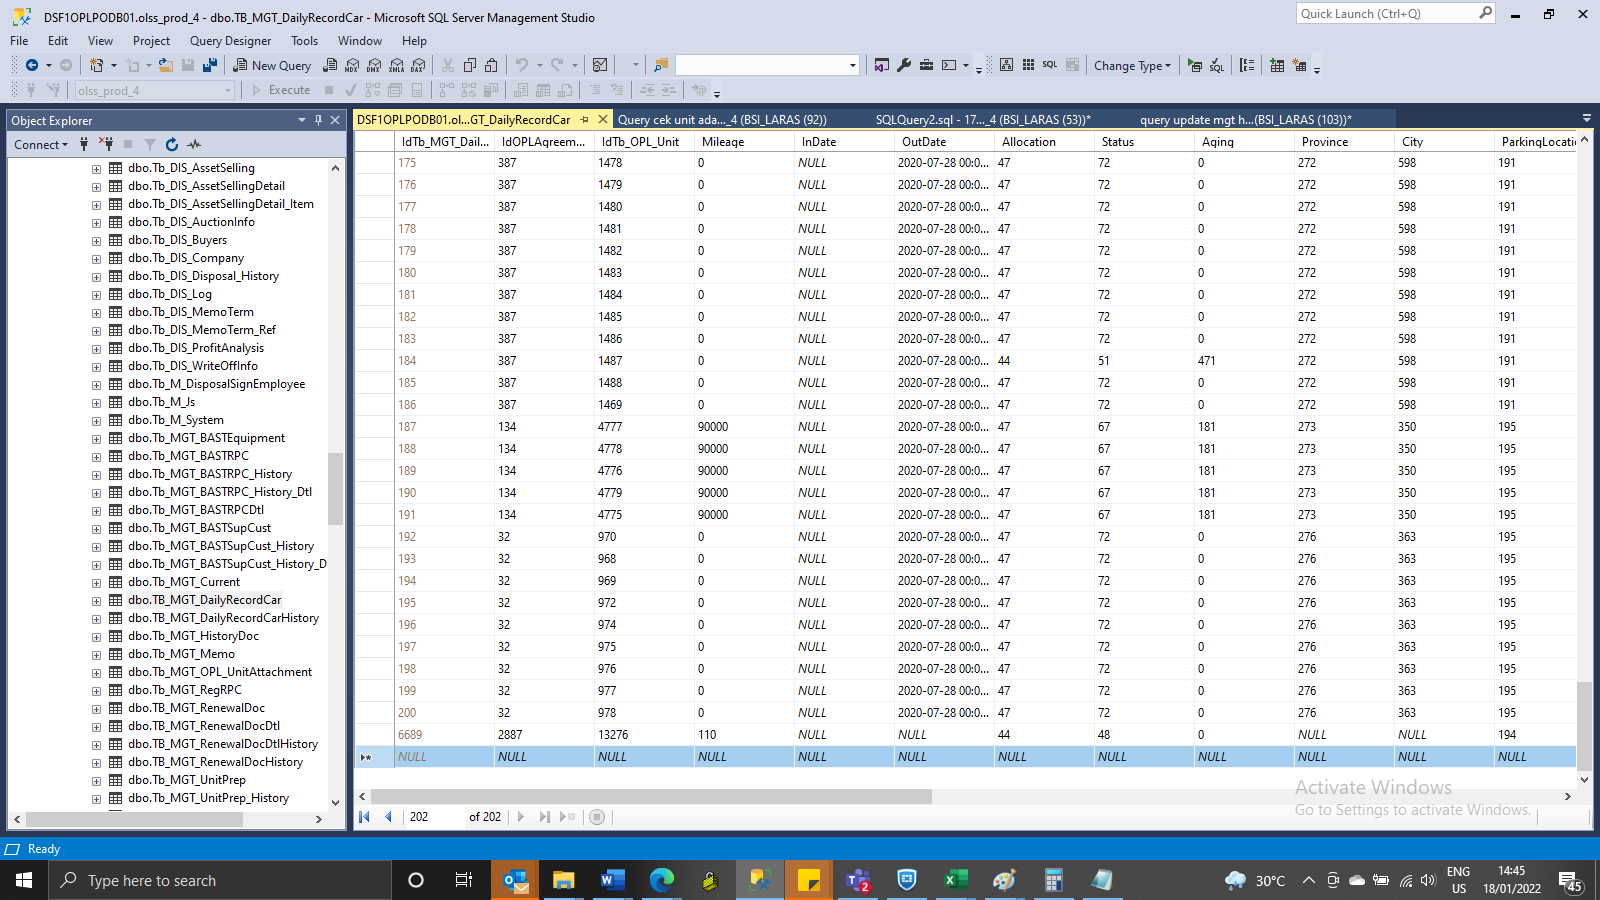 DSF1OPLPODB01.olss_prod_4 - dbo.TB_MGT_DailyRecordCar - Microsoft SQL Server Management Studio
Quick Launch (Ctrl+Q)
File Edit View Project Query Designer Tools Window Help
New Query MDX DMX XMLA DAX SQL Change Type SQL
olss_prod_4 Execute
Object Explorer
Connect
dbo.Tb_DIS_AssetSelling
dbo.Tb_DIS_AssetSellingDetail
dbo.Tb_DIS_AssetSellingDetail_Item
dbo.Tb_DIS_AuctionInfo
dbo.Tb_DIS_Buyers
dbo.Tb_DIS_Company
dbo.Tb_DIS_Disposal_History
dbo.Tb_DIS_Log
dbo.Tb_DIS_MemoTerm
dbo.Tb_DIS_MemoTerm_Ref
dbo.Tb_DIS_ProfitAnalysis
dbo.Tb_DIS_WriteOffInfo
dbo.Tb_M_DisposalSignEmployee
dbo.Tb_M_Js
dbo.Tb_M_System
dbo.Tb_MGT_BASTEquipment
dbo.Tb_MGT_BASTRPC
dbo.Tb_MGT_BASTRPC_History
dbo.Tb_MGT_BASTRPC_History_Dtl
dbo.Tb_MGT_BASTRPCDtl
dbo.Tb_MGT_BASTSupCust
dbo.Tb_MGT_BASTSupCust_History
dbo.Tb_MGT_BASTSupCust_History_D
dbo.Tb_MGT_Current
dbo.TB_MGT_DailyRecordCar
dbo.TB_MGT_DailyRecordCarHistory
dbo.Tb_MGT_HistoryDoc
dbo.Tb_MGT_Memo
dbo.Tb_MGT_OPL_UnitAttachment
dbo.Tb_MGT_RegRPC
dbo.TB_MGT_RenewalDoc
dbo.TB_MGT_RenewalDocDtl
dbo.TB_MGT_RenewalDocDtlHistory
dbo.TB_MGT_RenewalDocHistory
dbo.Tb_MGT_UnitPrep
dbo.Tb_MGT_UnitPrep_History
DSF1OPLPODB01.ol...GT_DailyRecordCar Query cek unit ada..._4 (BSI_LARAS (92)) SQLQuery2.sql - 17..._4 (BSI_LARAS (53))* query update mgt h...(BSI_LARAS (103))*
IdTb_MGT_Dail... IdOPLAgreem... IdTb_OPL_Unit Mileage InDate OutDate Allocation Status Aging Province City ParkingLocati
175 387 1478 0 NULL 2020-07-28 00:0... 47 72 0 272 598 191
176 387 1479 0 NULL 2020-07-28 00:0... 47 72 0 272 598 191
177 387 1480 0 NULL 2020-07-28 00:0... 47 72 0 272 598 191
178 387 1481 0 NULL 2020-07-28 00:0... 47 72 0 272 598 191
179 387 1482 0 NULL 2020-07-28 00:0... 47 72 0 272 598 191
180 387 1483 0 NULL 2020-07-28 00:0... 47 72 0 272 598 191
181 387 1484 0 NULL 2020-07-28 00:0... 47 72 0 272 598 191
182 387 1485 0 NULL 2020-07-28 00:0... 47 72 0 272 598 191
183 387 1486 0 NULL 2020-07-28 00:0... 47 72 0 272 598 191
184 387 1487 0 NULL 2020-07-28 00:0... 44 51 471 272 598 191
185 387 1488 0 NULL 2020-07-28 00:0... 47 72 0 272 598 191
186 387 1469 0 NULL 2020-07-28 00:0... 47 72 0 272 598 191
187 134 4777 90000 NULL 2020-07-28 00:0... 47 67 181 273 350 195
188 134 4778 90000 NULL 2020-07-28 00:0... 47 67 181 273 350 195
189 134 4776 90000 NULL 2020-07-28 00:0... 47 67 181 273 350 195
190 134 4779 90000 NULL 2020-07-28 00:0... 47 67 181 273 350 195
191 134 4775 90000 NULL 2020-07-28 00:0... 47 67 181 273 350 195
192 32 970 0 NULL 2020-07-28 00:0... 47 72 0 276 363 195
193 32 968 0 NULL 2020-07-28 00:0... 47 72 0 276 363 195
194 32 969 0 NULL 2020-07-28 00:0... 47 72 0 276 363 195
195 32 972 0 NULL 2020-07-28 00:0... 47 72 0 276 363 195
196 32 974 0 NULL 2020-07-28 00:0... 47 72 0 276 363 195
197 32 975 0 NULL 2020-07-28 00:0... 47 72 0 276 363 195
198 32 976 0 NULL 2020-07-28 00:0... 47 72 0 276 363 195
199 32 977 0 NULL 2020-07-28 00:0... 47 72 0 276 363 195
200 32 978 0 NULL 2020-07-28 00:0... 47 72 0 276 363 195
6689 2887 13276 110 NULL NULL 44 48 0 NULL NULL 194
NULL NULL NULL NULL NULL NULL NULL NULL NULL NULL NULL NULL
Activate Windows
Go to Settings to activate Windows.
202 of 202
Ready
Type here to search
2
30°C
ENG
US
14:45
18/01/2022
45